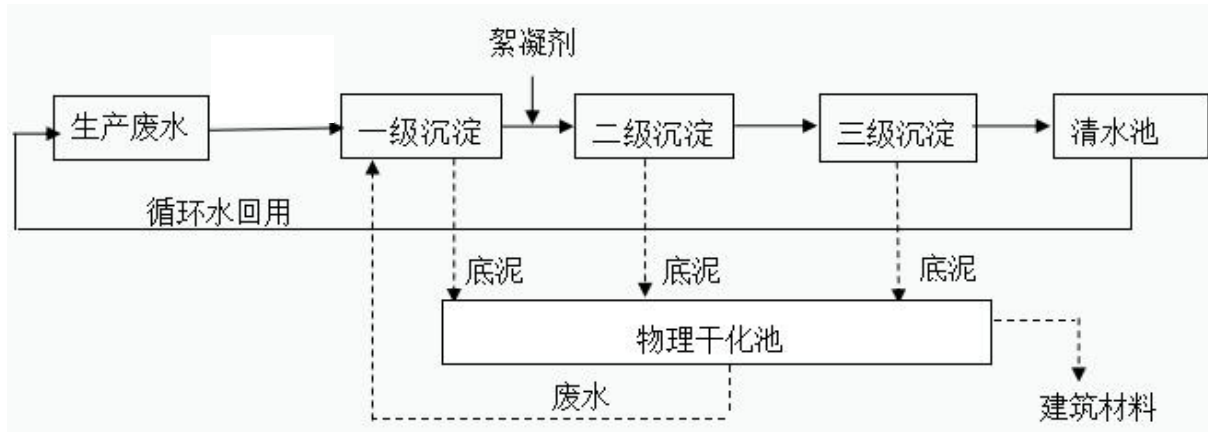 絮凝剂
生产废水
一级沉淀
二级沉淀
三级沉淀
清水池
循环水回用
底泥
底泥
底泥
物理干化池
废水
建筑材料